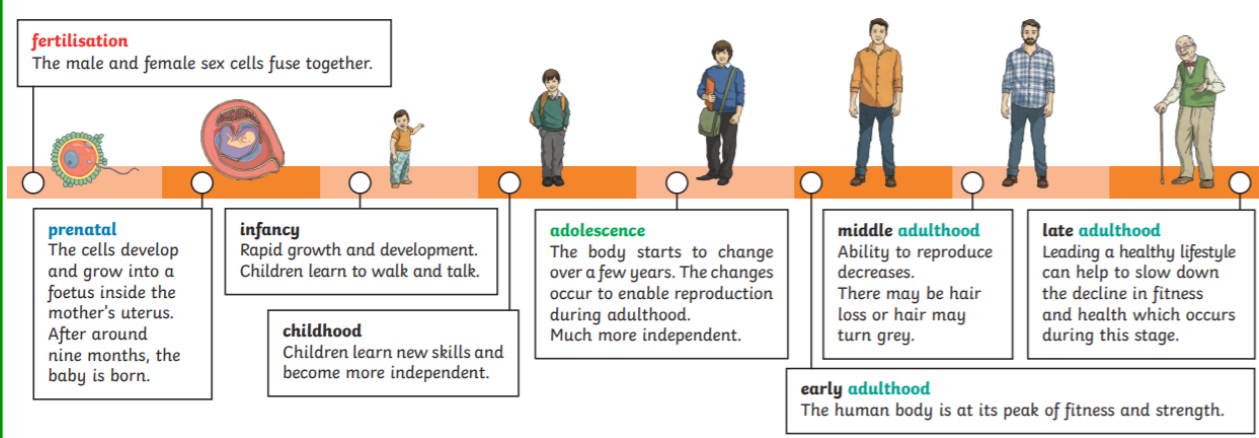 fertilisation
The male and female sex cells fuse together.
prenatal
The cells develop
and grow into a
foetus inside the
mother's uterus.
After around
nine months, the
baby is born.
infancy
Rapid growth and development.
Children learn to walk and talk.
childhood
Children learn new skills and
become more independent.
adolescence
The body starts to change
over a few years. The changes
occur to enable reproduction
during adulthood.
Much more independent.
early adulthood
The human body is at its peak of fitness and strength.
middle adulthood
Ability to reproduce
decreases.
There may be hair
loss or hair may
turn grey.
late adulthood
Leading a healthy lifestyle
can help to slow down
the decline in fitness
and health which occurs
during this stage.